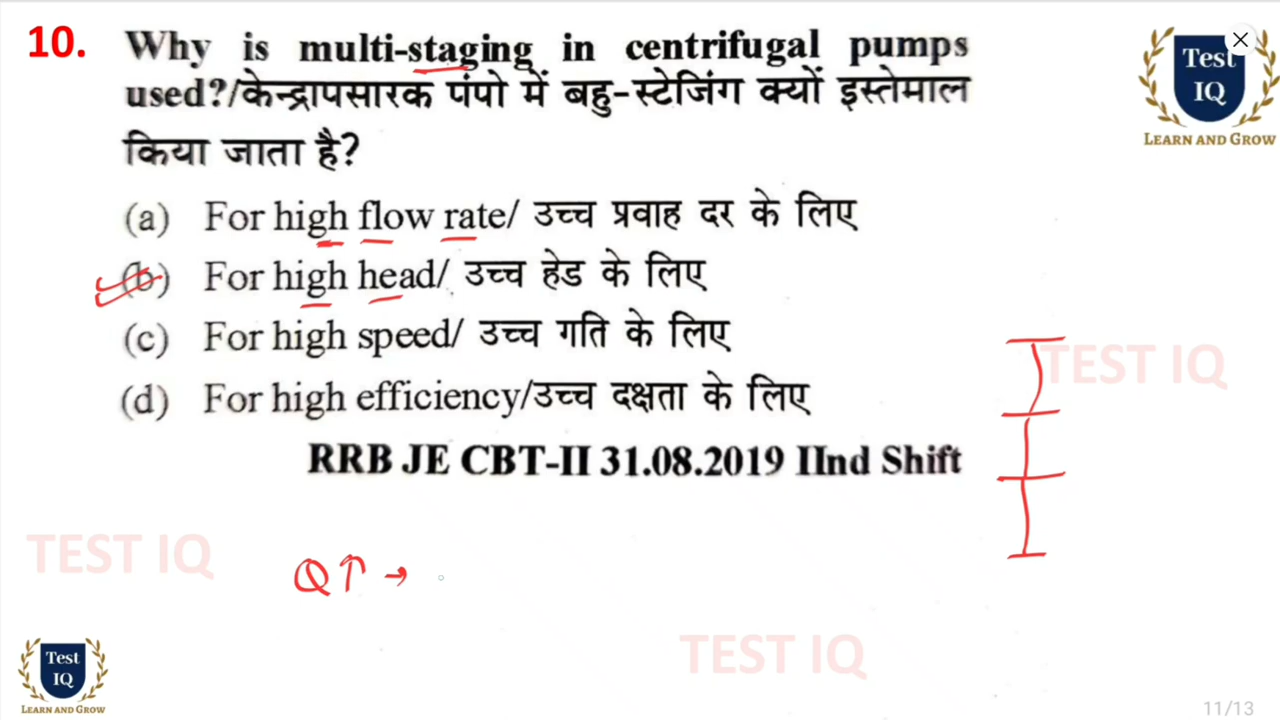 10. Why is multi-staging in centrifugal pumps
used?/केन्द्रापसारक पंपो में बहु-स्टेजिंग क्यों इस्तेमाल
किया जाता है?
(a) For high flow rate/ उच्च प्रवाह दर के लिए
(b) For high head/ उच्च हेड के लिए
(c) For high speed/ उच्च गति के लिए
(d) For high efficiency/उच्च दक्षता के लिए
RRB JE CBT-II 31.08.2019 IInd Shift
Q↑ →
Test
IQ
LEARN AND GROW
TEST IQ
TEST IQ
TEST IQ
Test
IQ
LEARN AND GROW
11/13